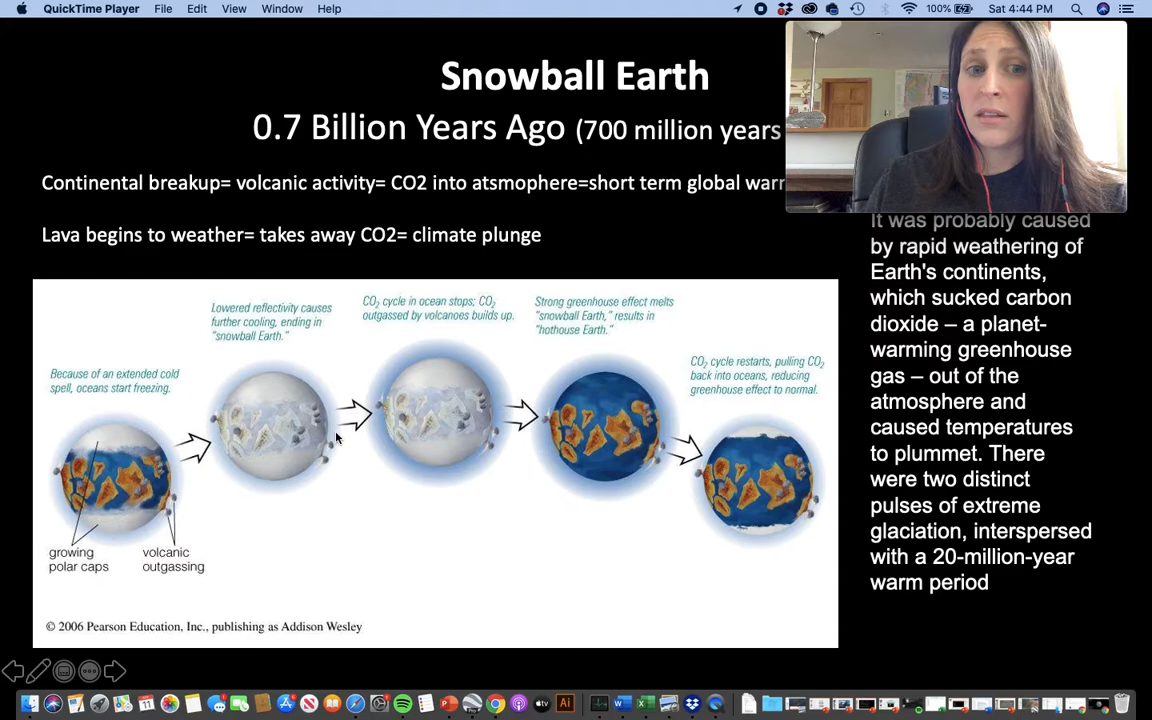 QuickTime Player File Edit View Window Help 100% Sat 4:44 PM
Snowball Earth
0.7 Billion Years Ago (700 million years
Continental breakup= volcanic activity= CO2 into atsmophere=short term global warr
Lava begins to weather= takes away CO2= climate plunge
Because of an extended cold
spell, oceans start freezing.
Lowered reflectivity causes
further cooling, ending in
"snowball Earth."
CO2 cycle in ocean stops; CO2
outgassed by volcanoes builds up.
Strong greenhouse effect melts
"snowball Earth," results in
"hothouse Earth."
CO2 cycle restarts, pulling CO2
back into oceans, reducing
greenhouse effect to normal.
growing
polar caps
volcanic
outgassing
© 2006 Pearson Education, Inc., publishing as Addison Wesley
It was probably caused
by rapid weathering of
Earth's continents,
which sucked carbon
dioxide – a planet-
warming greenhouse
gas – out of the
atmosphere and
caused temperatures
to plummet. There
were two distinct
pulses of extreme
glaciation, interspersed
with a 20-million-year
warm period
tv
Ai